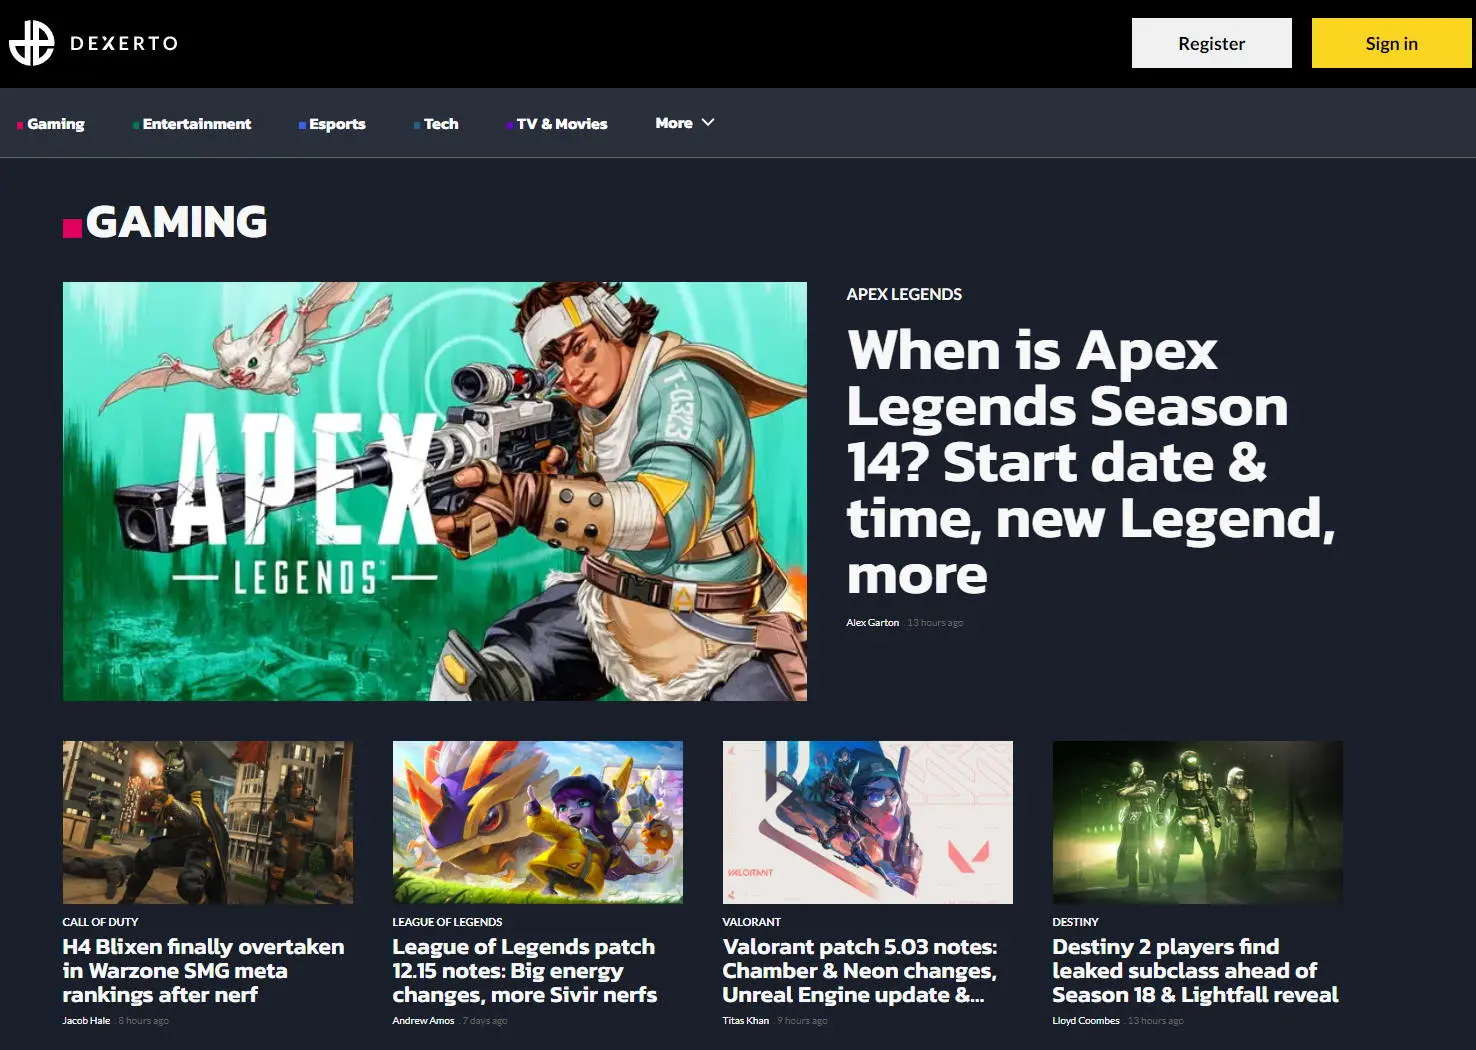 DEXERTO
Register
Sign in
Gaming
Entertainment
Esports
Tech
TV & Movies
More
GAMING
APEX
LEGENDS
T-0343
APEX LEGENDS
When is Apex
Legends Season
14? Start date &
time, new Legend,
more
Alex Garton . 13 hours ago
VALORANT
CALL OF DUTY
H4 Blixen finally overtaken
in Warzone SMG meta
rankings after nerf
Jacob Hale . 8 hours ago
LEAGUE OF LEGENDS
League of Legends patch
12.15 notes: Big energy
changes, more Sivir nerfs
Andrew Amos . 7 days ago
VALORANT
Valorant patch 5.03 notes:
Chamber & Neon changes,
Unreal Engine update &...
Titas Khan . 9 hours ago
DESTINY
Destiny 2 players find
leaked subclass ahead of
Season 18 & Lightfall reveal
Lloyd Coombes . 13 hours ago